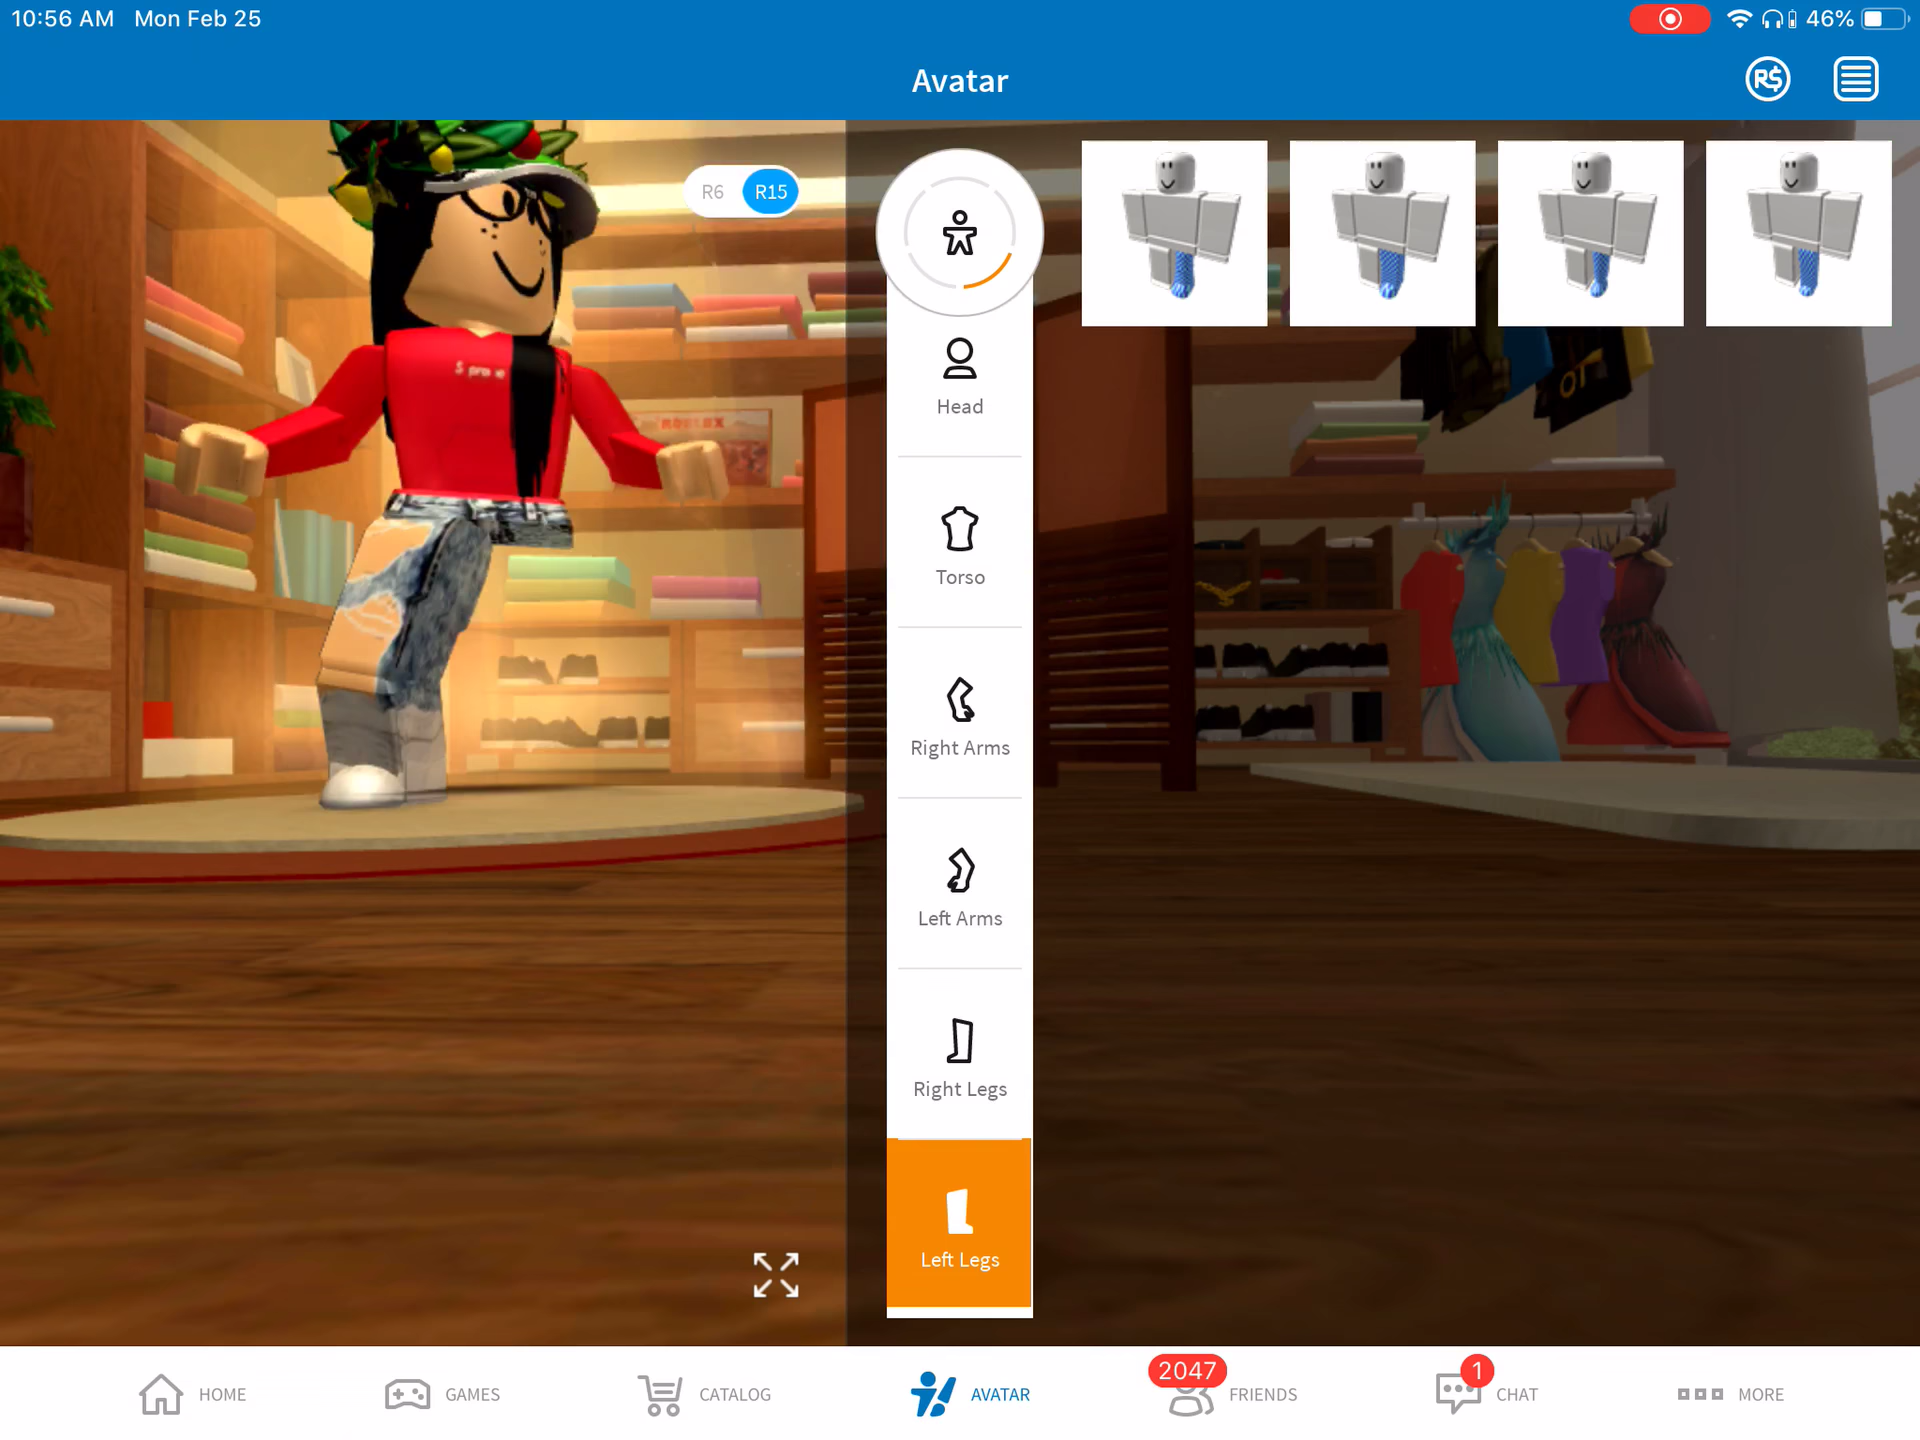 10:56 AM Mon Feb 25
46%
Avatar
R$
R6 R15
ROBLOX
Head
Torso
Right Arms
Left Arms
Right Legs
Left Legs
HOME
GAMES
CATALOG
AVATAR
2047
FRIENDS
1
CHAT
MORE